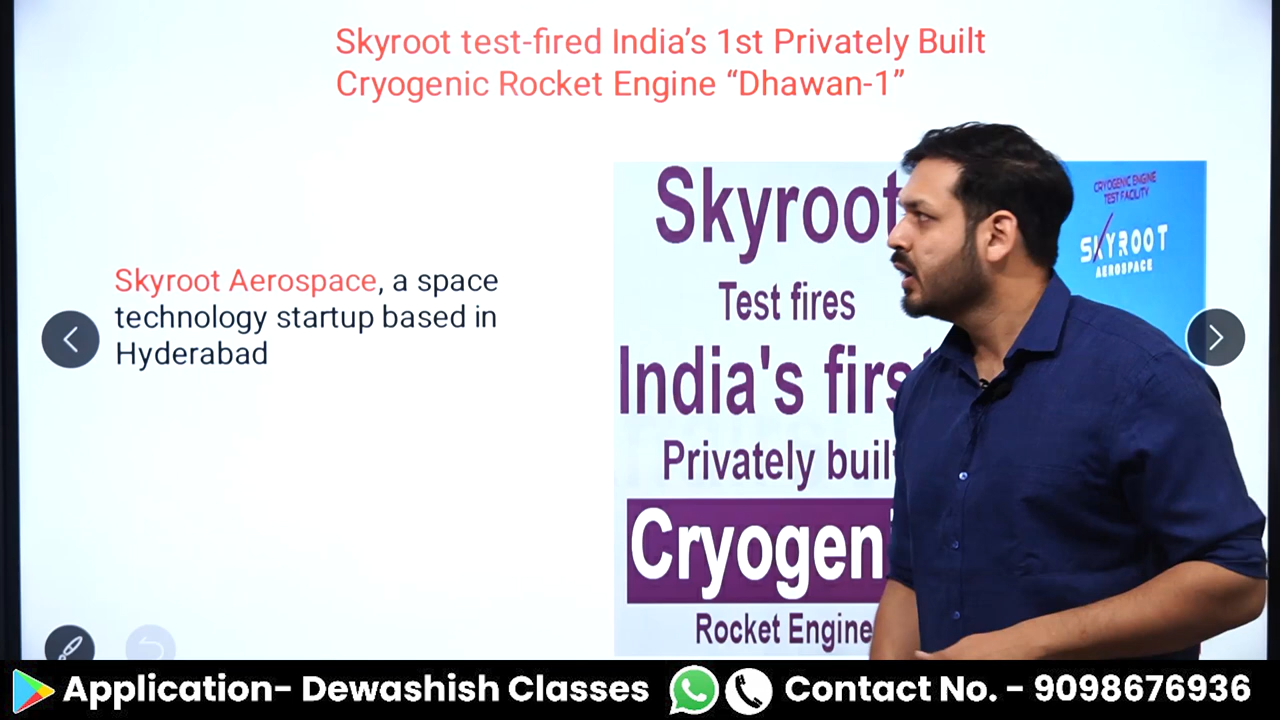 Skyroot test-fired India’s 1st Privately Built
Cryogenic Rocket Engine “Dhawan-1”
Skyroot Aerospace, a space
technology startup based in
Hyderabad
Skyroot
Test fires
India's first
Privately built
Cryogeni
Rocket Engine
CRYOGENIC ENGINE
TEST FACILITY
SKYROOT
AEROSPACE
Application- Dewashish Classes
Contact No. - 9098676936